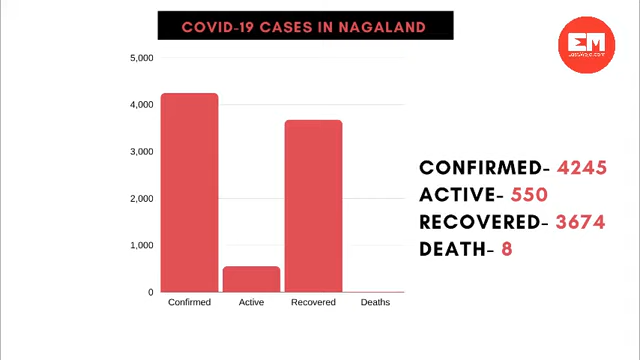 COVID-19 CASES IN NAGALAND
EM
5,000
4,000
3,000
2,000
1,000
0
Confirmed Active Recovered Deaths
CONFIRMED- 4245
ACTIVE- 550
RECOVERED- 3674
DEATH- 8